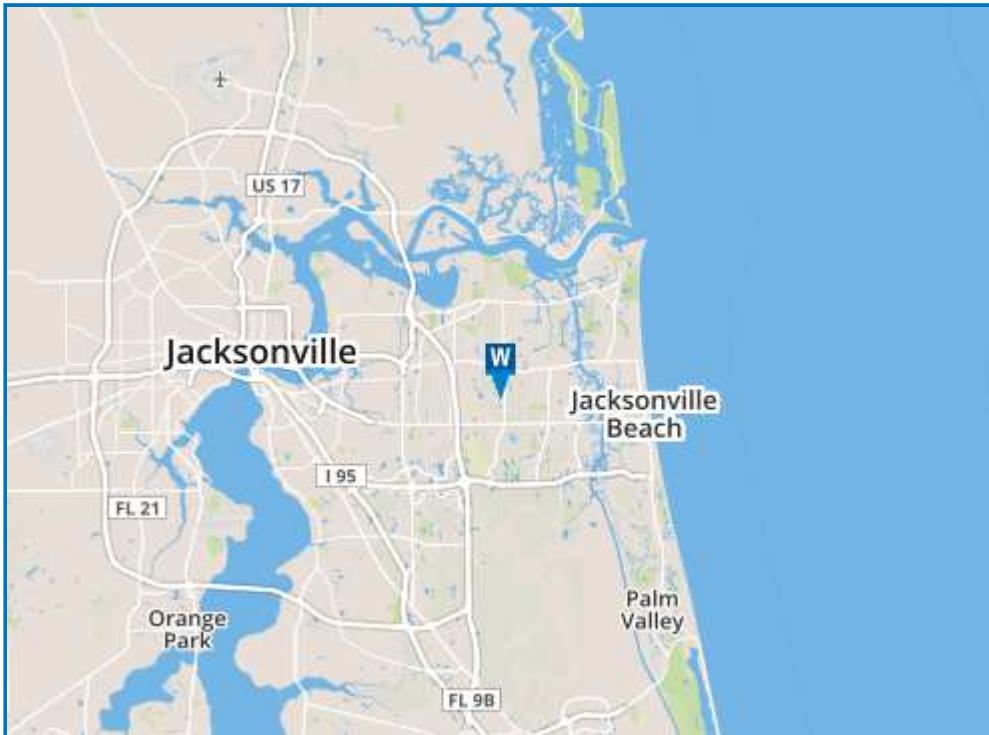 US 17
Jacksonville
W
Jacksonville
Beach
I 95
FL 21
Palm
Valley
Orange
Park
FL 9B